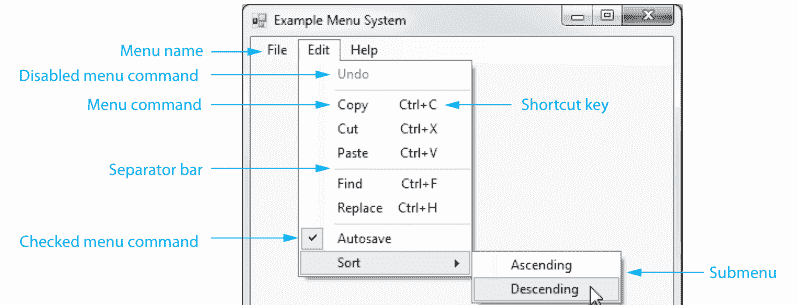 Example Menu System
Menu name
File Edit Help
Disabled menu command
Undo
Menu command
Copy Ctrl+C
Shortcut key
Cut Ctrl+X
Paste Ctrl+V
Separator bar
Find Ctrl+F
Replace Ctrl+H
Checked menu command
Autosave
Sort
Ascending
Submenu
Descending